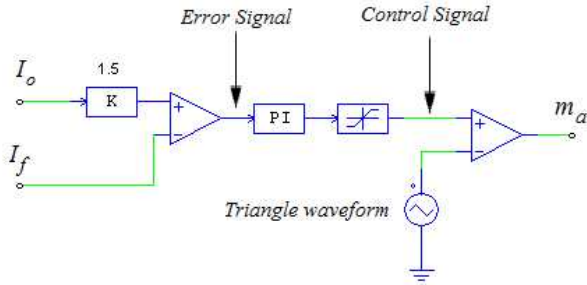 Error Signal
Control Signal
1.5
I_o
K
PI
m_a
I_f
Triangle waveform